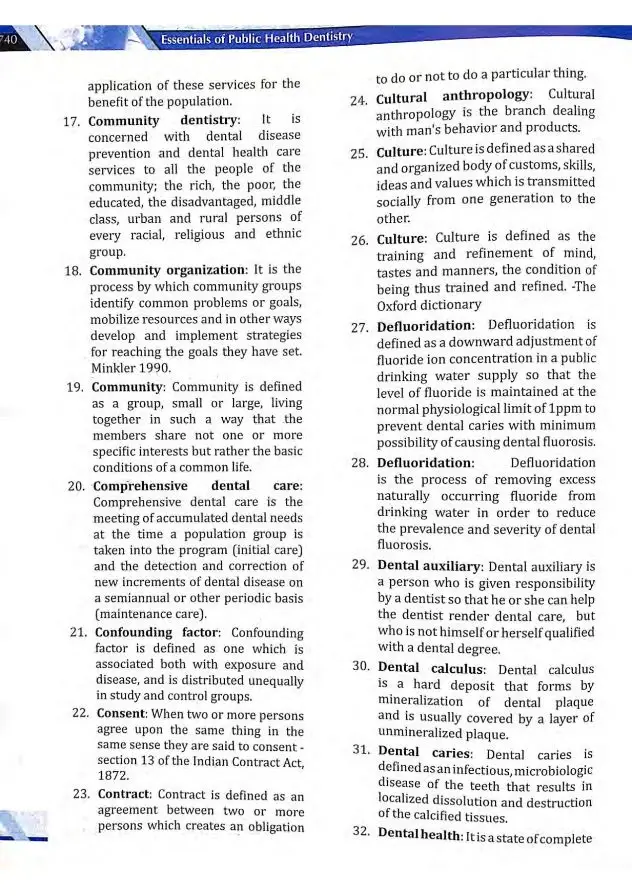 740
Essentials of Public Health Dentistry
application of these services for the
benefit of the population.
17. Community dentistry: It is
concerned with dental disease
prevention and dental health care
services to all the people of the
community; the rich, the poor, the
educated, the disadvantaged, middle
class, urban and rural persons of
every racial, religious and ethnic
group.
18. Community organization: It is the
process by which community groups
identify common problems or goals,
mobilize resources and in other ways
develop and implement strategies
for reaching the goals they have set.
Minkler 1990.
19. Community: Community is defined
as a group, small or large, living
together in such a way that the
members share not one or more
specific interests but rather the basic
conditions of a common life.
20. Comprehensive dental care:
Comprehensive dental care is the
meeting of accumulated dental needs
at the time a population group is
taken into the program (initial care)
and the detection and correction of
new increments of dental disease on
a semiannual or other periodic basis
(maintenance care).
21. Confounding factor: Confounding
factor is defined as one which is
associated both with exposure and
disease, and is distributed unequally
in study and control groups.
22. Consent: When two or more persons
agree upon the same thing in the
same sense they are said to consent -
section 13 of the Indian Contract Act,
1872.
23. Contract: Contract is defined as an
agreement between two or more
persons which creates an obligation
to do or not to do a particular thing.
24. Cultural anthropology: Cultural
anthropology is the branch dealing
with man's behavior and products.
25. Culture: Culture is defined as a shared
and organized body of customs, skills,
ideas and values which is transmitted
socially from one generation to the
other.
26. Culture: Culture is defined as the
training and refinement of mind,
tastes and manners, the condition of
being thus trained and refined. -The
Oxford dictionary
27. Defluoridation: Defluoridation is
defined as a downward adjustment of
fluoride ion concentration in a public
drinking water supply so that the
level of fluoride is maintained at the
normal physiological limit of 1ppm to
prevent dental caries with minimum
possibility of causing dental fluorosis.
28. Defluoridation: Defluoridation
is the process of removing excess
naturally occurring fluoride from
drinking water in order to reduce
the prevalence and severity of dental
fluorosis.
29. Dental auxiliary: Dental auxiliary is
a person who is given responsibility
by a dentist so that he or she can help
the dentist render dental care, but
who is not himself or herself qualified
with a dental degree.
30. Dental calculus: Dental calculus
is a hard deposit that forms by
mineralization of dental plaque
and is usually covered by a layer of
unmineralized plaque.
31. Dental caries: Dental caries is
defined as an infectious, microbiologic
disease of the teeth that results in
localized dissolution and destruction
of the calcified tissues.
32. Dental health: It is a state of complete